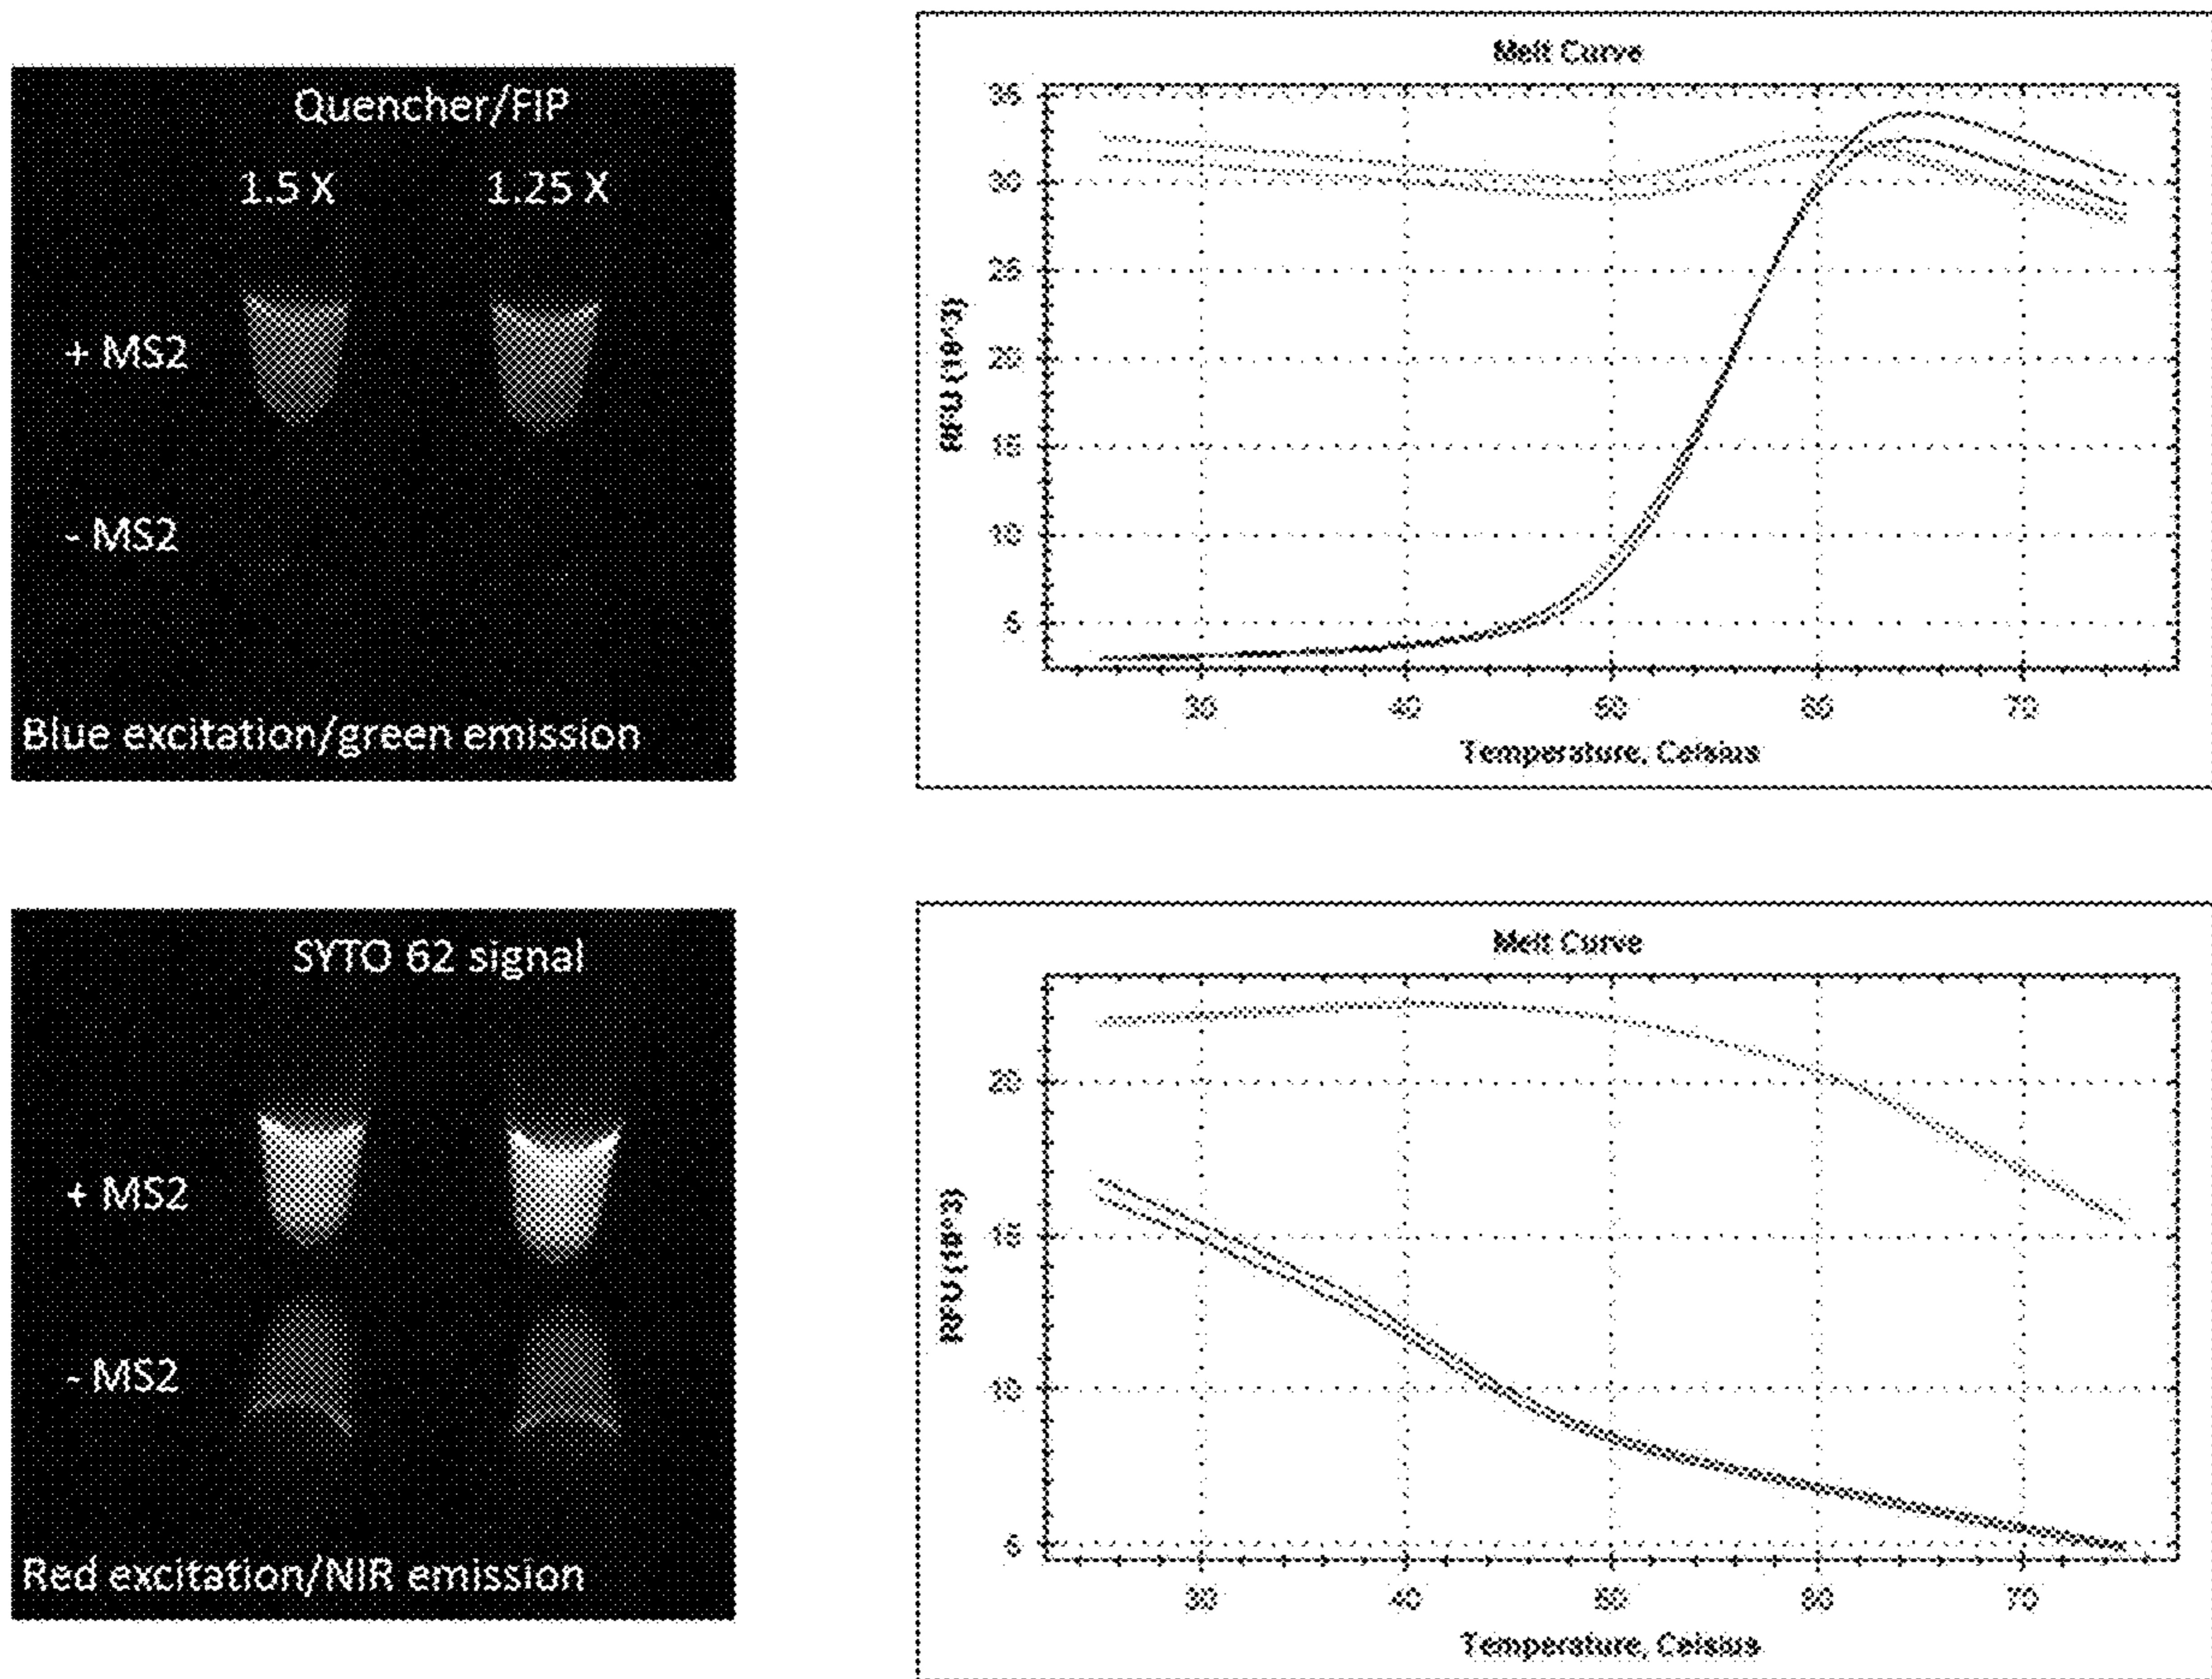 Quencher/FIP
1.5 X 1.25 X
+ MS2
- MS2
Blue excitation/green emission
Melt Curve
35
30
25
20
15
10
5
RFU (10^3)
30 40 50 60 70
Temperature, Celsius
SYTO 62 signal
+ MS2
- MS2
Red excitation/NIR emission
Melt Curve
20
15
10
5
RFU (10^3)
30 40 50 60 70
Temperature, Celsius